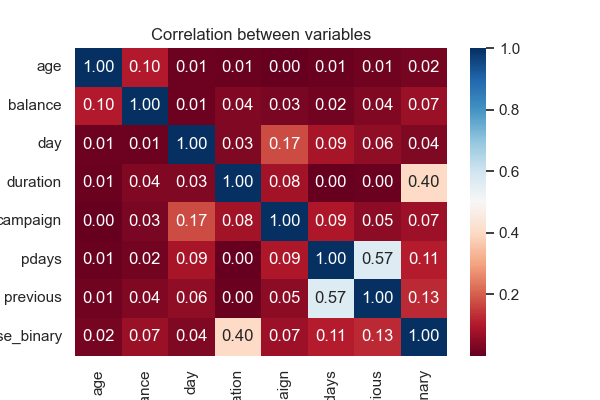 Correlation between variables
age 1.00 0.10 0.01 0.01 0.00 0.01 0.01 0.02
balance 0.10 1.00 0.01 0.04 0.03 0.02 0.04 0.07
day 0.01 0.01 1.00 0.03 0.17 0.09 0.06 0.04
duration 0.01 0.04 0.03 1.00 0.08 0.00 0.00 0.40
campaign 0.00 0.03 0.17 0.08 1.00 0.09 0.05 0.07
pdays 0.01 0.02 0.09 0.00 0.09 1.00 0.57 0.11
previous 0.01 0.04 0.06 0.00 0.05 0.57 1.00 0.13
se_binary 0.02 0.07 0.04 0.40 0.07 0.11 0.13 1.00
age
ance
day
ation
aign
days
ious
nary
1.0
0.8
0.6
0.4
0.2